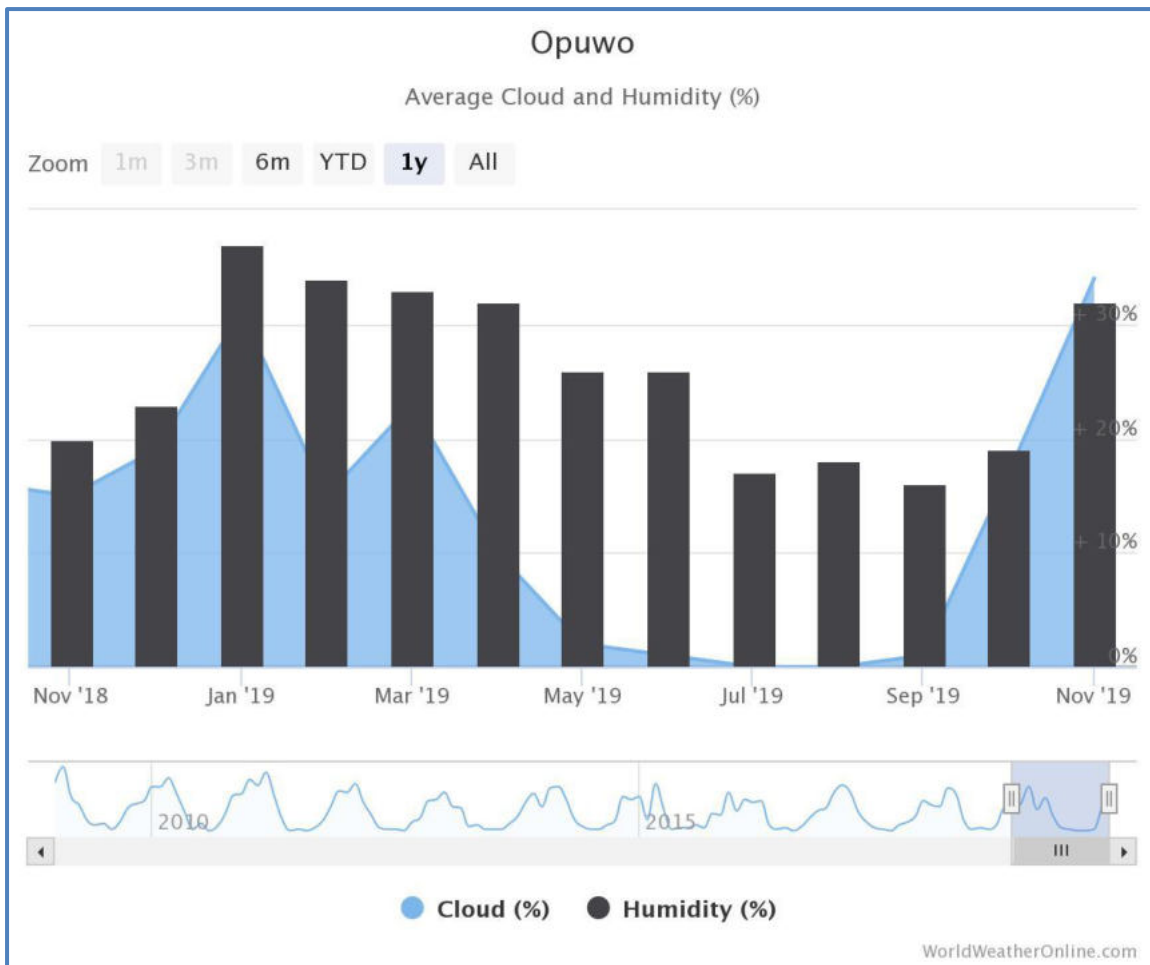 Opuwo
Average Cloud and Humidity (%)
Zoom 1m 3m 6m YTD 1y All
+ 30%
+ 20%
+ 10%
0%
Nov '18 Jan '19 Mar '19 May '19 Jul '19 Sep '19 Nov '19
2010 2015
Cloud (%) Humidity (%)
WorldWeatherOnline.com